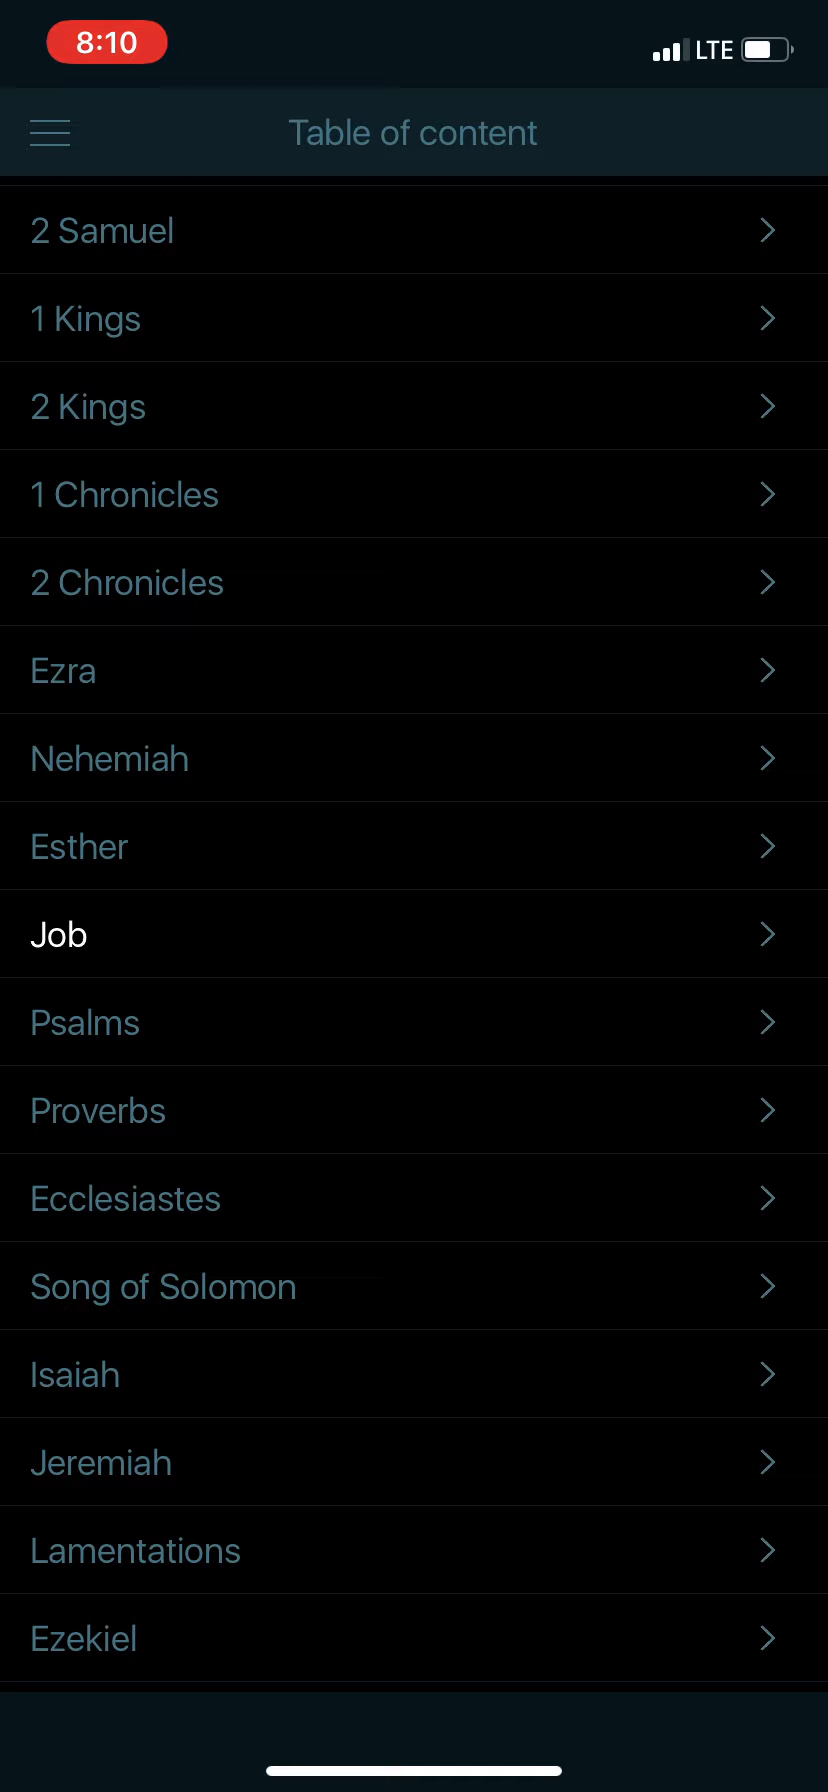 8:10
LTE
Table of content
2 Samuel
1 Kings
2 Kings
1 Chronicles
2 Chronicles
Ezra
Nehemiah
Esther
Job
Psalms
Proverbs
Ecclesiastes
Song of Solomon
Isaiah
Jeremiah
Lamentations
Ezekiel